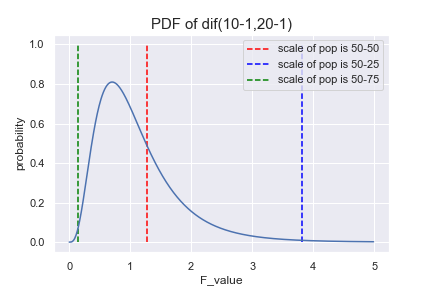 PDF of dif(10-1,20-1)
scale of pop is 50-50
scale of pop is 50-25
scale of pop is 50-75
1.0
0.8
0.6
0.4
0.2
0.0
probability
0 1 2 3 4 5
F_value